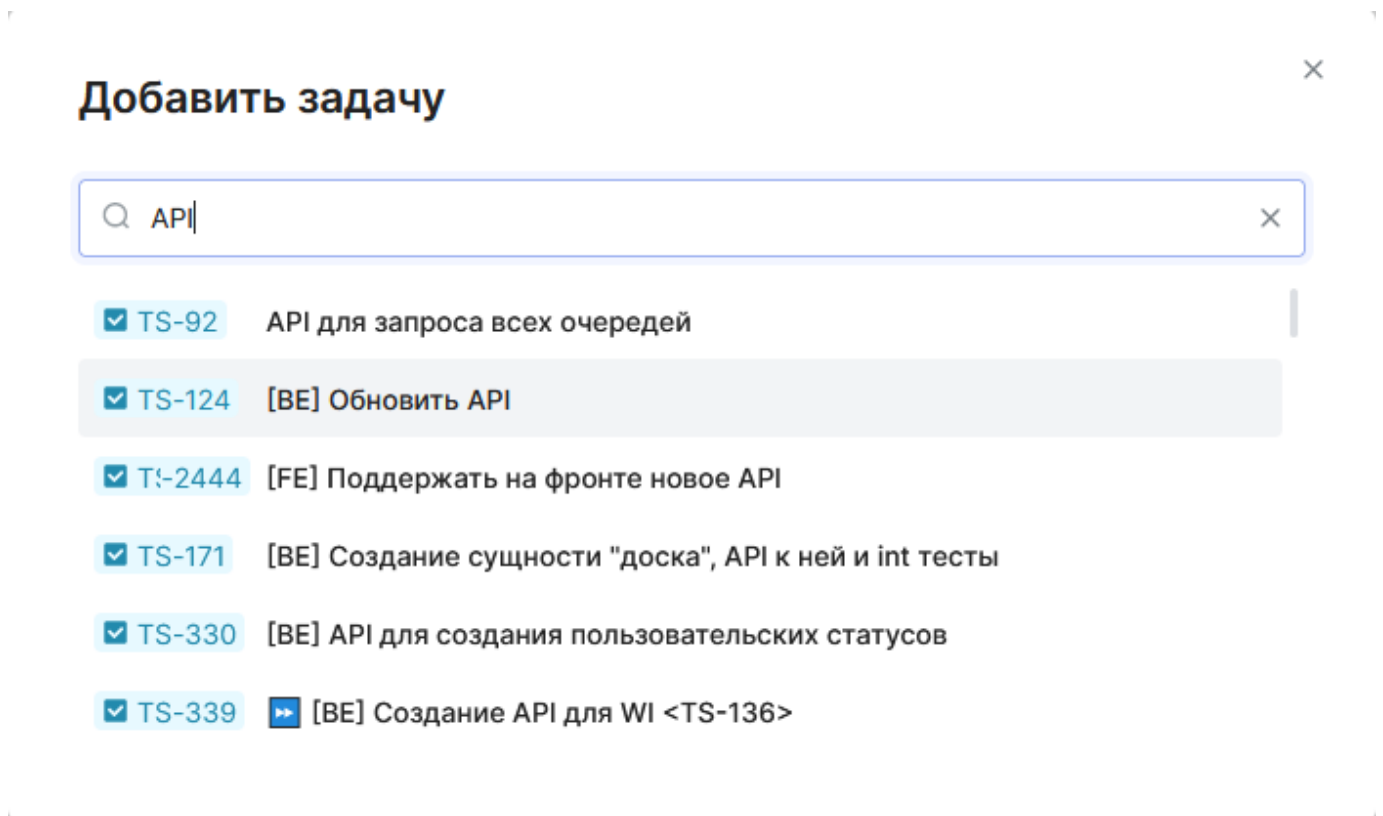 Добавить задачу
API
TS-92 API для запроса всех очередей
TS-124 [BE] Обновить API
-2444 [FE] Поддержать на фронте новое API
TS-171 [BE] Создание сущности "доска", API к ней и int тесты
TS-330 [BE] API для создания пользовательских статусов
TS-339 ⏩ [BE] Создание API для WI <TS-136>